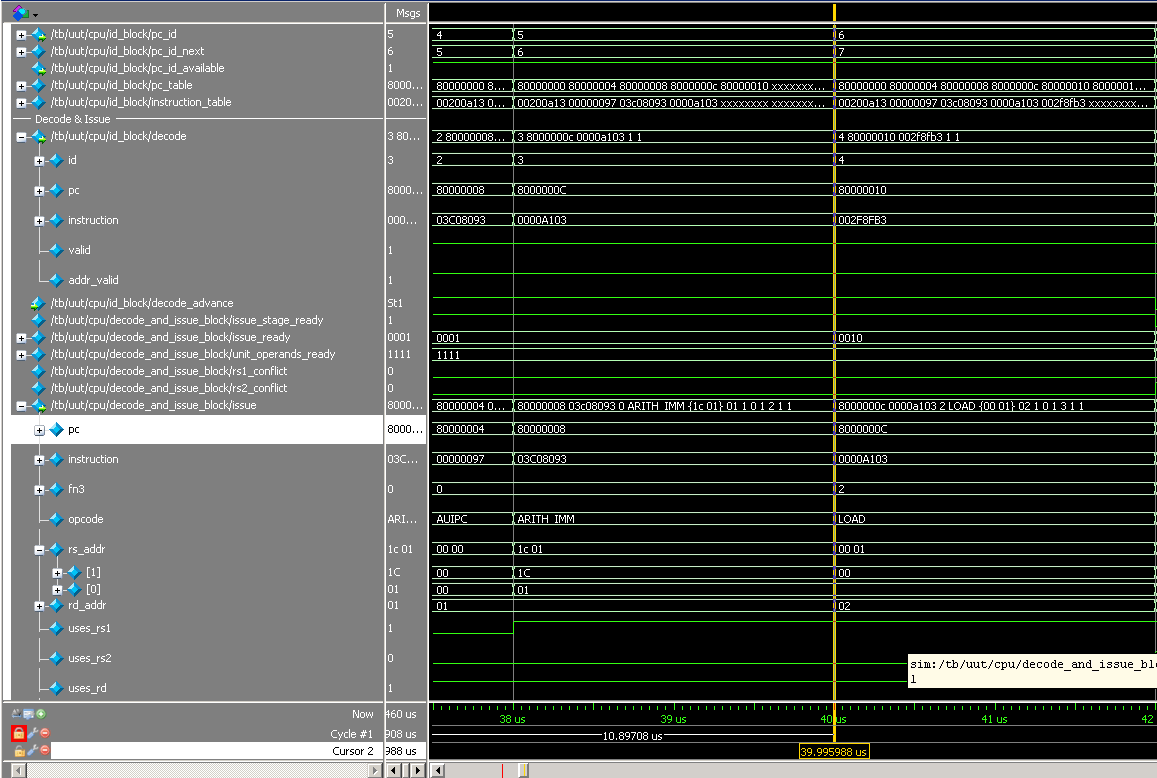 Msgs
/tb/uut/cpu/id_block/pc_id 5 4 5 6
/tb/uut/cpu/id_block/pc_id_next 6 5 6 7
/tb/uut/cpu/id_block/pc_id_available 1
/tb/uut/cpu/id_block/pc_table 8000... 80000000 8... 80000000 80000004 80000008 8000000c 80000010 xxxxxxxx... 80000000 80000004 80000008 8000000c 80000010 8000001...
/tb/uut/cpu/id_block/instruction_table 0020... 00200a13 0... 00200a13 00000097 03c08093 0000a103 xxxxxxxx xxxxxxx... 00200a13 00000097 03c08093 0000a103 002f8fb3 xxxxxxx...
Decode & Issue
/tb/uut/cpu/id_block/decode 3 80... 2 80000008... 3 8000000c 0000a103 1 1 4 80000010 002f8fb3 1 1
id 3 2 3 4
pc 8000... 80000008 8000000C 80000010
instruction 000... 03C08093 0000A103 002F8FB3
valid 1
addr_valid 1
/tb/uut/cpu/id_block/decode_advance St1
/tb/uut/cpu/decode_and_issue_block/issue_stage_ready 1
/tb/uut/cpu/decode_and_issue_block/issue_ready 0001 0001 0010
/tb/uut/cpu/decode_and_issue_block/unit_operands_ready 1111 1111
/tb/uut/cpu/decode_and_issue_block/rs1_conflict 0
/tb/uut/cpu/decode_and_issue_block/rs2_conflict 0
/tb/uut/cpu/decode_and_issue_block/issue 8000... 80000004 0... 80000008 03c08093 0 ARITH_IMM {1c 01} 01 1 0 1 2 1 1 8000000c 0000a103 2 LOAD {00 01} 02 1 0 1 3 1 1
pc 8000... 80000004 80000008 8000000C
instruction 03C... 00000097 03C08093 0000A103
fn3 0 0 2
opcode ARI... AUIPC ARITH_IMM LOAD
rs_addr 1c 01 00 00 1c 01 00 01
[1] 1C 00 1C 00
[0] 01 00 01
rd_addr 01 01 02
uses_rs1 1
uses_rs2 0
sim:/tb/uut/cpu/decode_and_issue_bl
1
uses_rd 1
Now 460 us 38 us 39 us 40 us 41 us 42
Cycle #1 908 us 10.89708 us
Cursor 2 988 us 39.995988 us